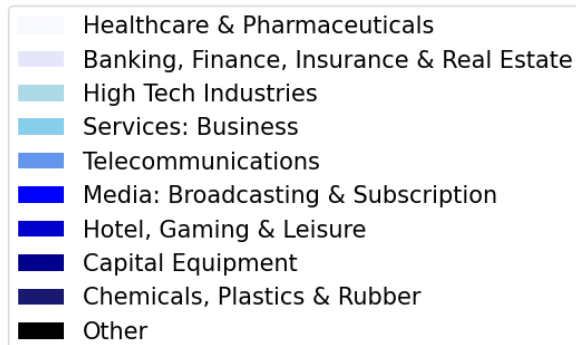 Healthcare & Pharmaceuticals
Banking, Finance, Insurance & Real Estate
High Tech Industries
Services: Business
Telecommunications
Media: Broadcasting & Subscription
Hotel, Gaming & Leisure
Capital Equipment
Chemicals, Plastics & Rubber
Other